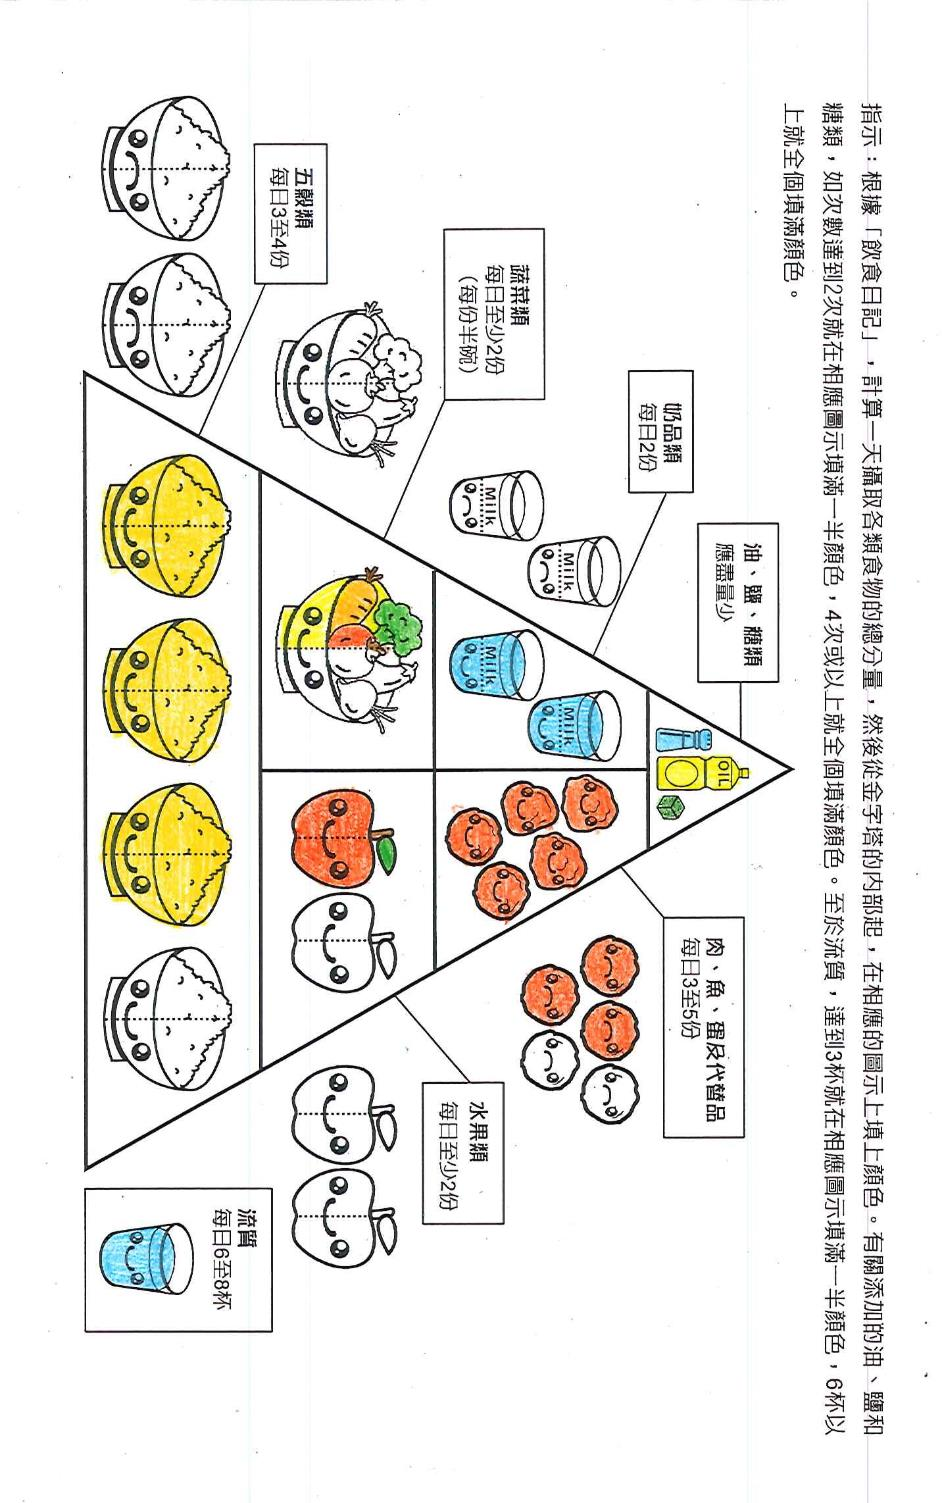 指示：根據「飲食日記」，計算一天攝取各類食物的總分量，然後從金字塔的內部起，在相應的圖示上填上顏色。有關添加的油、鹽和
糖類，如次數達到2次就在相應圖示填滿一半顏色，4次或以上就全個填滿顏色。至於流質，達到3杯就在相應圖示填滿一半顏色，6杯以
上就全個填滿顏色。
油、鹽、糖類
應盡量少
OIL
奶品類
每日2份
Milk
Milk
Milk
Milk
肉、魚、蛋及代替品
每日3至5份
蔬菜類
每日至少2份
（每份半碗）
水果類
每日至少2份
五穀類
每日3至4份
流質
每日6至8杯